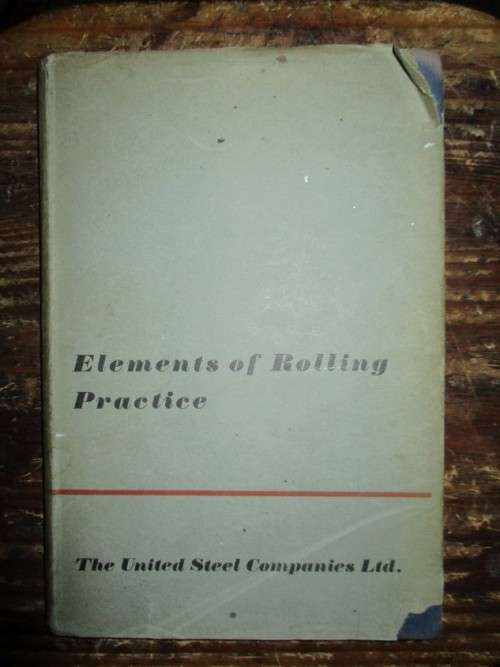 Elements of Rolling
Practice
The United Steel Companies Ltd.